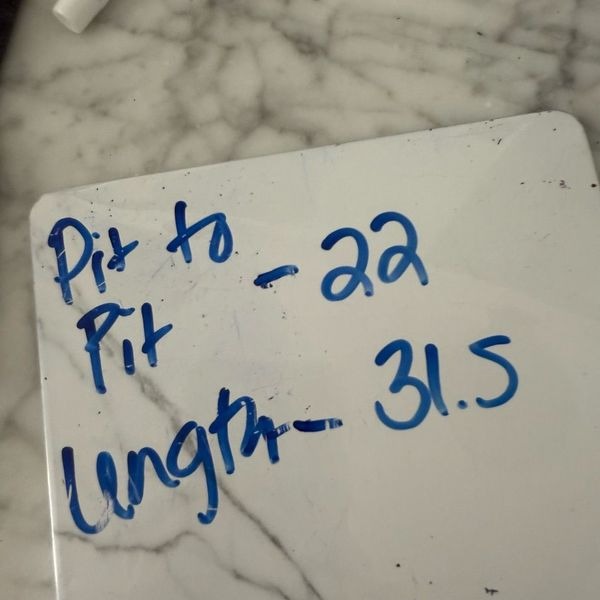 Pit to - 22
Pit
length - 31.5